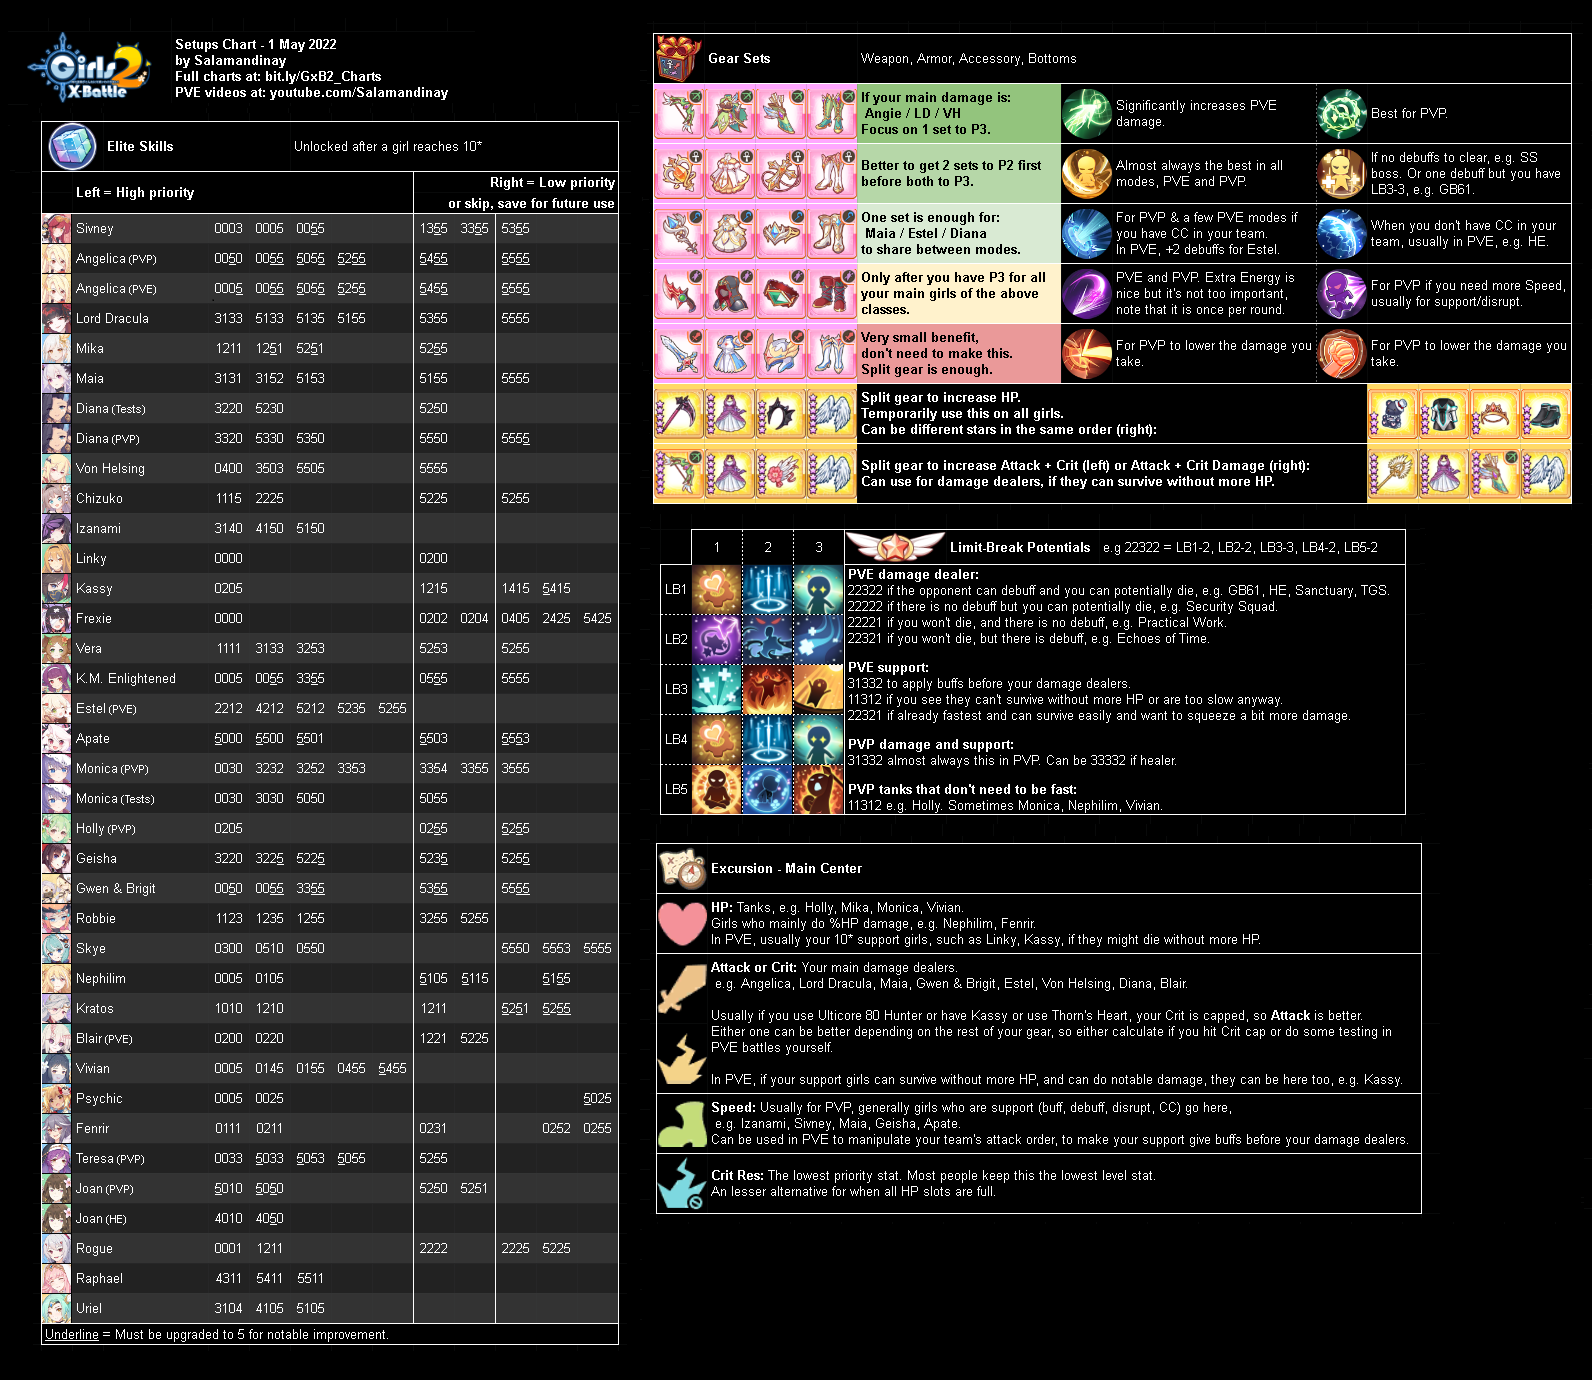 Girls 2
X-Battle
Setups Chart - 1 May 2022
by Salamandinay
Full charts at: bit.ly/GxB2_Charts
PVE videos at: youtube.com/Salamandinay
Elite Skills Unlocked after a girl reaches 10*
Left = High priority
Right = Low priority
or skip, save for future use
Sivney 0003 0005 0055 1355 3355 5355
Angelica (PVP) 0050 0055 5055 5255 5455 5555
Angelica (PVE) 0005 0055 5055 5255 5455 5555
Lord Dracula 3133 5133 5135 5155 5355 5555
Mika 1211 1251 5251 5255
Maia 3131 3152 5153 5155 5555
Diana (Tests) 3220 5230 5250
Diana (PVP) 3320 5330 5350 5550 5555
Von Helsing 0400 3503 5505 5555
Chizuko 1115 2225 5225 5255
Izanami 3140 4150 5150
Linky 0000 0200
Kassy 0205 1215 1415 5415
Frexie 0000 0202 0204 0405 2425 5425
Vera 1111 3133 3253 5253 5255
K.M. Enlightened 0005 0055 3355 0555 5555
Estel (PVE) 2212 4212 5212 5235 5255
Apate 5000 5500 5501 5503 5553
Monica (PVP) 0030 3232 3252 3353 3354 3355 3555
Monica (Tests) 0030 3030 5050 5055
Holly (PVP) 0205 0255 5255
Geisha 3220 3225 5225 5235 5255
Gwen & Brigit 0050 0055 3355 5355 5555
Robbie 1123 1235 1255 3255 5255
Skye 0300 0510 0550 5550 5553 5555
Nephilim 0005 0105 5105 5115 5155
Kratos 1010 1210 1211 5251 5255
Blair (PVE) 0200 0220 1221 5225
Vivian 0005 0145 0155 0455 5455
Psychic 0005 0025 5025
Fenrir 0111 0211 0231 0252 0255
Teresa (PVP) 0033 5033 5053 5055 5255
Joan (PVP) 5010 5050 5250 5251
Joan (HE) 4010 4050
Rogue 0001 1211 2222 2225 5225
Raphael 4311 5411 5511
Uriel 3104 4105 5105
Underline = Must be upgraded to 5 for notable improvement.
Gear Sets Weapon, Armor, Accessory, Bottoms
If your main damage is:
Angie / LD / VH
Focus on 1 set to P3.
Significantly increases PVE
damage.
Best for PVP.
Better to get 2 sets to P2 first
before both to P3.
Almost always the best in all
modes, PVE and PVP.
If no debuffs to clear, e.g. SS
boss. Or one debuff but you have
LB3-3, e.g. GB61.
One set is enough for:
Maia / Estel / Diana
to share between modes.
For PVP & a few PVE modes if
you have CC in your team.
In PVE, +2 debuffs for Estel.
When you don't have CC in your
team, usually in PVE, e.g. HE.
Only after you have P3 for all
your main girls of the above
classes.
PVE and PVP. Extra Energy is
nice but it's not too important,
note that it is once per round.
For PVP if you need more Speed,
usually for support/disrupt.
Very small benefit,
don't need to make this.
Split gear is enough.
For PVP to lower the damage you
take.
For PVP to lower the damage you
take.
Split gear to increase HP.
Temporarily use this on all girls.
Can be different stars in the same order (right):
Split gear to increase Attack + Crit (left) or Attack + Crit Damage (right):
Can use for damage dealers, if they can survive without more HP.
1 2 3 Limit-Break Potentials e.g 22322 = LB1-2, LB2-2, LB3-3, LB4-2, LB5-2
LB1
LB2
LB3
LB4
LB5
PVE damage dealer:
22322 if the opponent can debuff and you can potentially die, e.g. GB61, HE, Sanctuary, TGS.
22222 if there is no debuff but you can potentially die, e.g. Security Squad.
22221 if you won't die, and there is no debuff, e.g. Practical Work.
22321 if you won't die, but there is debuff, e.g. Echoes of Time.
PVE support:
31332 to apply buffs before your damage dealers.
11312 if you see they can't survive without more HP or are too slow anyway.
22321 if already fastest and can survive easily and want to squeeze a bit more damage.
PVP damage and support:
31332 almost always this in PVP. Can be 33332 if healer.
PVP tanks that don't need to be fast:
11312 e.g. Holly. Sometimes Monica, Nephilim, Vivian.
Excursion - Main Center
HP: Tanks, e.g. Holly, Mika, Monica, Vivian.
Girls who mainly do %HP damage, e.g. Nephilim, Fenrir.
In PVE, usually your 10* support girls, such as Linky, Kassy, if they might die without more HP.
Attack or Crit: Your main damage dealers.
e.g. Angelica, Lord Dracula, Maia, Gwen & Brigit, Estel, Von Helsing, Diana, Blair.
Usually if you use Ulticore 80 Hunter or have Kassy or use Thorn's Heart, your Crit is capped, so Attack is better.
Either one can be better depending on the rest of your gear, so either calculate if you hit Crit cap or do some testing in
PVE battles yourself.
In PVE, if your support girls can survive without more HP, and can do notable damage, they can be here too, e.g. Kassy.
Speed: Usually for PVP, generally girls who are support (buff, debuff, disrupt, CC) go here,
e.g. Izanami, Sivney, Maia, Geisha, Apate.
Can be used in PVE to manipulate your team's attack order, to make your support give buffs before your damage dealers.
Crit Res: The lowest priority stat. Most people keep this the lowest level stat.
An lesser alternative for when all HP slots are full.